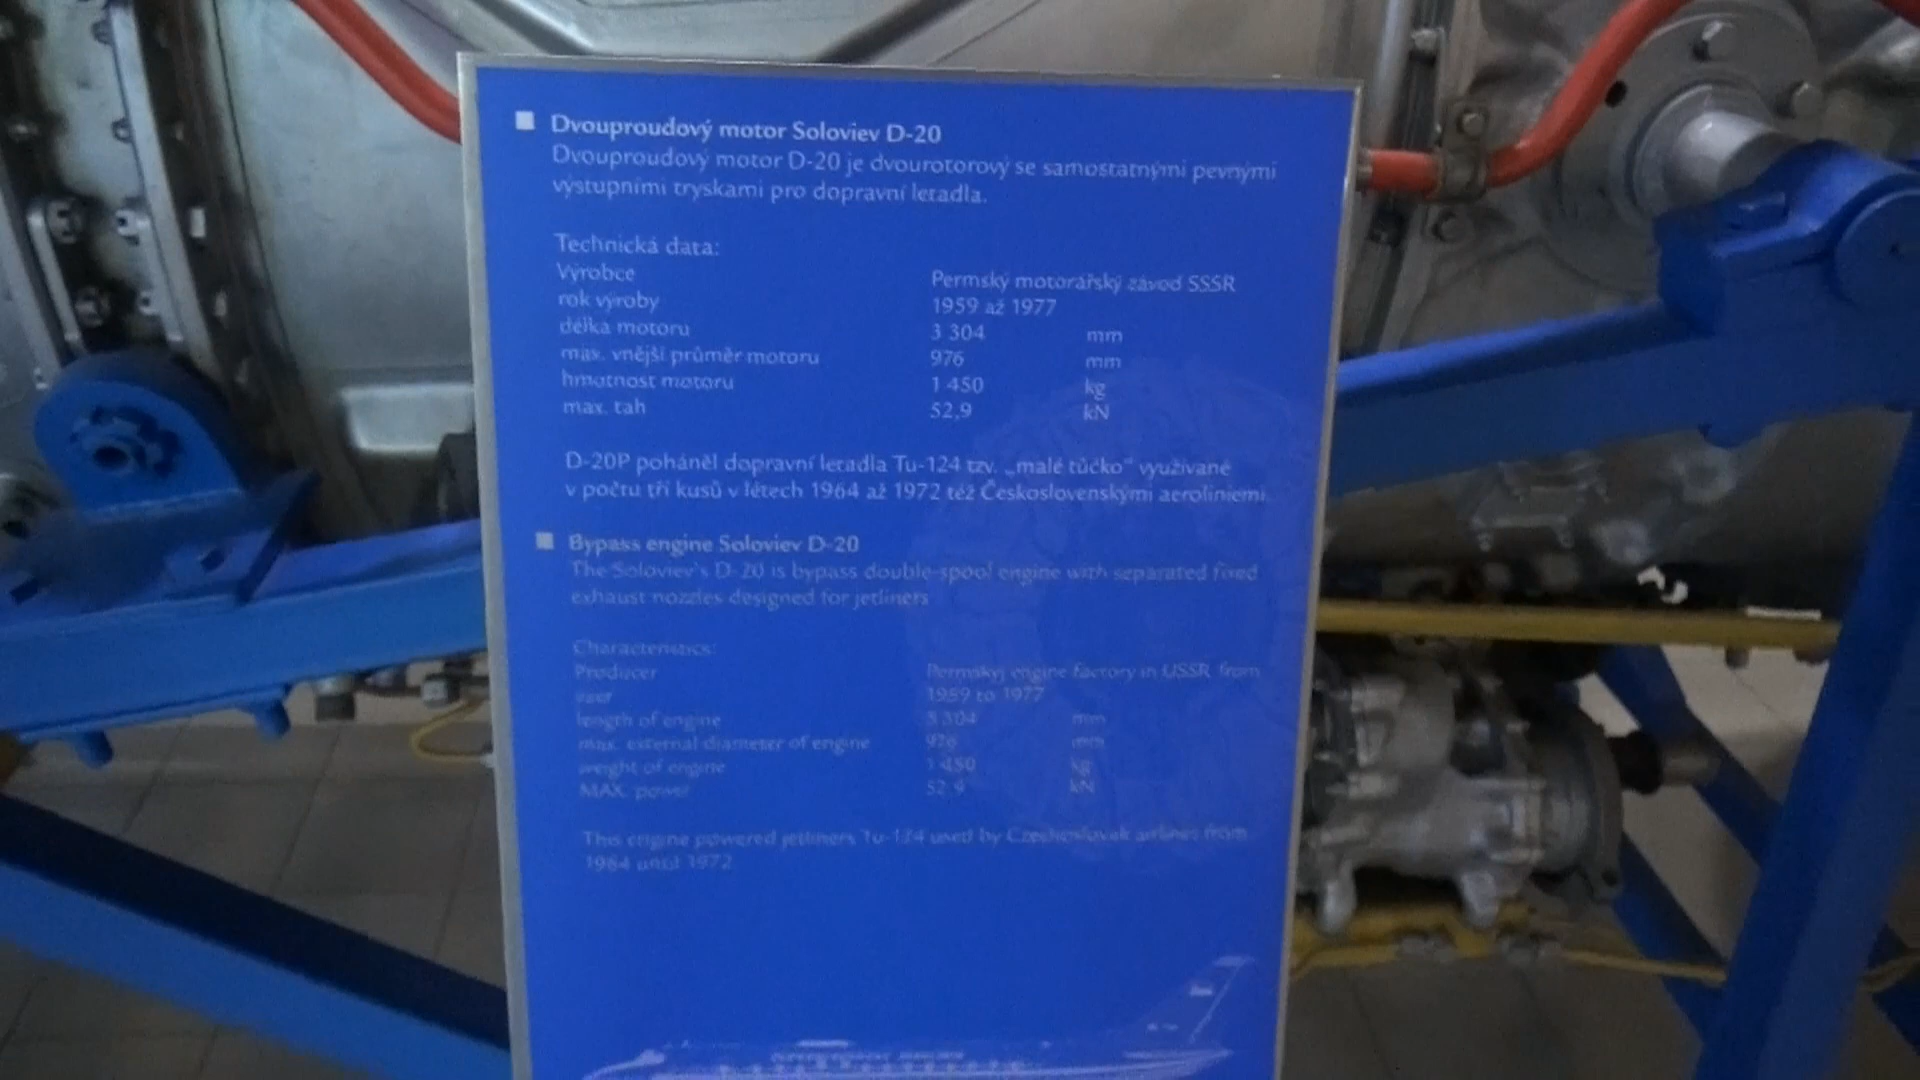 Dvouproudový motor Soloviev D-20
Dvouproudový motor D-20 je dvourotorový se samostatnými pevnými
výstupními tryskami pro dopravní letadla.
Technická data:
Výrobce Permský motorářský závod SSSR
rok výroby 1959 až 1977
délka motoru 3 304 mm
max. vnější průměr motoru 976 mm
hmotnost motoru 1 450 kg
max. tah 52,9 kN
D-20P poháněl dopravní letadla Tu-124 tzv. „malé túčko" využívané
v počtu tří kusů v létech 1964 až 1972 též Československými aeroliniemi.
Bypass engine Soloviev D-20
The Soloviev's D-20 is bypass double-spool engine with separated fixed
exhaust nozzles designed for jetliners
Characteristics:
Producer Permskyj engine factory in USSR from
1959 to 1977
length of engine 3 304 mm
max. external diameter of engine 976 mm
weight of engine 1 450 kg
MAX. power 52,9 kN
This engine powered jetliners Tu-124 used by Czechoslovak airlines from
1964 until 1972